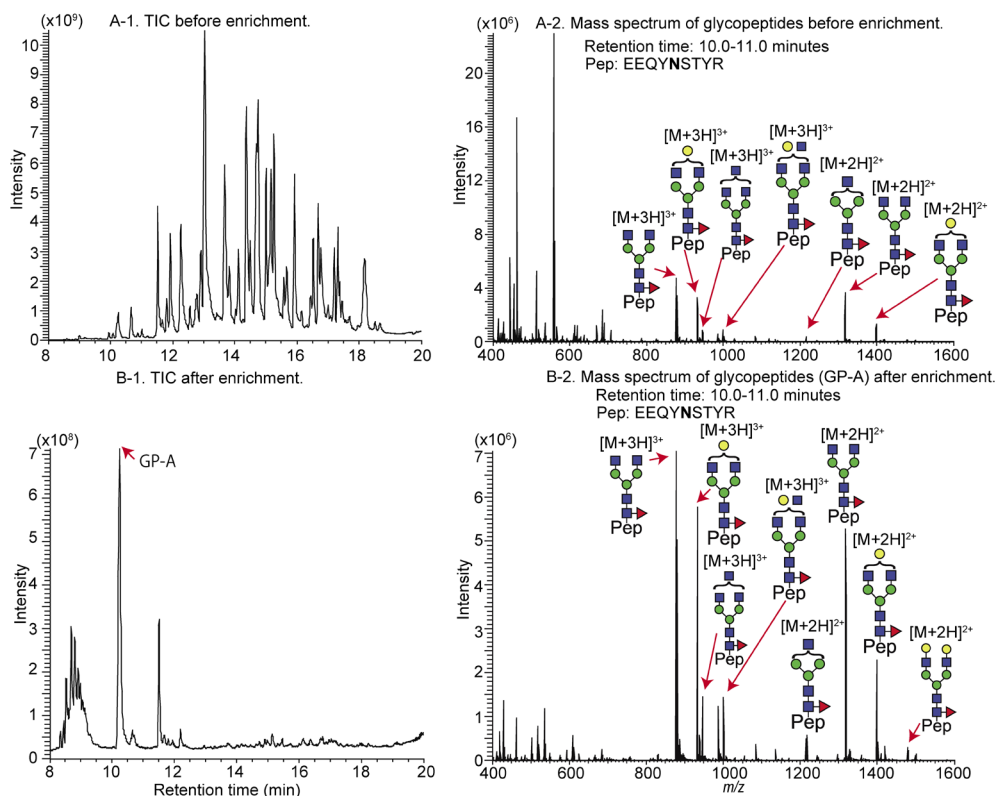 A-1. TIC before enrichment.
(x10⁹)
Intensity
10
9
8
7
6
5
4
3
2
1
0
8 10 12 14 16 18 20
A-2. Mass spectrum of glycopeptides before enrichment.
(x10⁶)
Retention time: 10.0-11.0 minutes
Pep: EEQYNSTYR
Intensity
22
18
12
8
4
0
[M+3H]³⁺
[M+3H]³⁺
[M+3H]³⁺
[M+3H]³⁺
[M+2H]²⁺
[M+2H]²⁺
[M+2H]²⁺
Pep
Pep
Pep
Pep
Pep
Pep
Pep
400 600 800 1000 1200 1400 1600
B-1. TIC after enrichment.
(x10⁸)
Intensity
7
6
5
4
3
2
1
0
GP-A
8 10 12 14 16 18 20
Retention time (min)
B-2. Mass spectrum of glycopeptides (GP-A) after enrichment.
Retention time: 10.0-11.0 minutes
Pep: EEQYNSTYR
(x10⁶)
Intensity
7
6
5
4
3
2
1
0
[M+3H]³⁺
[M+3H]³⁺
[M+2H]²⁺
[M+3H]³⁺
[M+2H]²⁺
[M+3H]³⁺
[M+2H]²⁺
[M+2H]²⁺
Pep
Pep
Pep
Pep
Pep
Pep
Pep
Pep
400 600 800 1000 1200 1400 1600
m/z